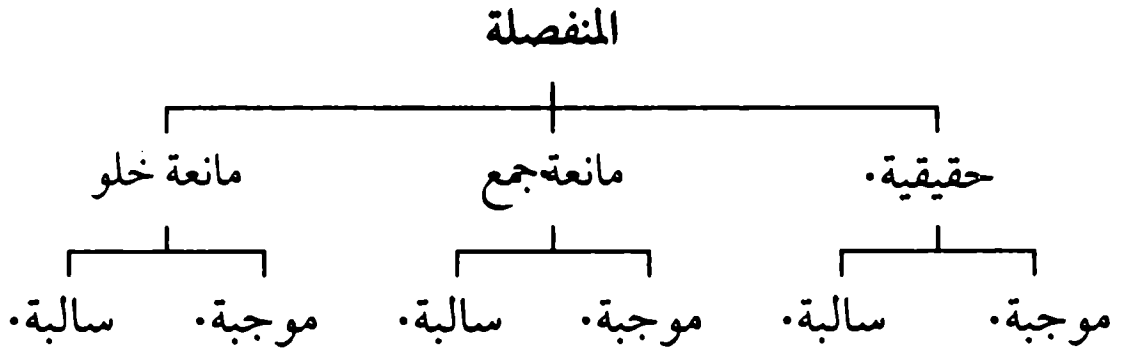 المنفصلة
حقيقية. مانعة جمع مانعة خلو
موجبة. سالبة. موجبة. سالبة. موجبة. سالبة.